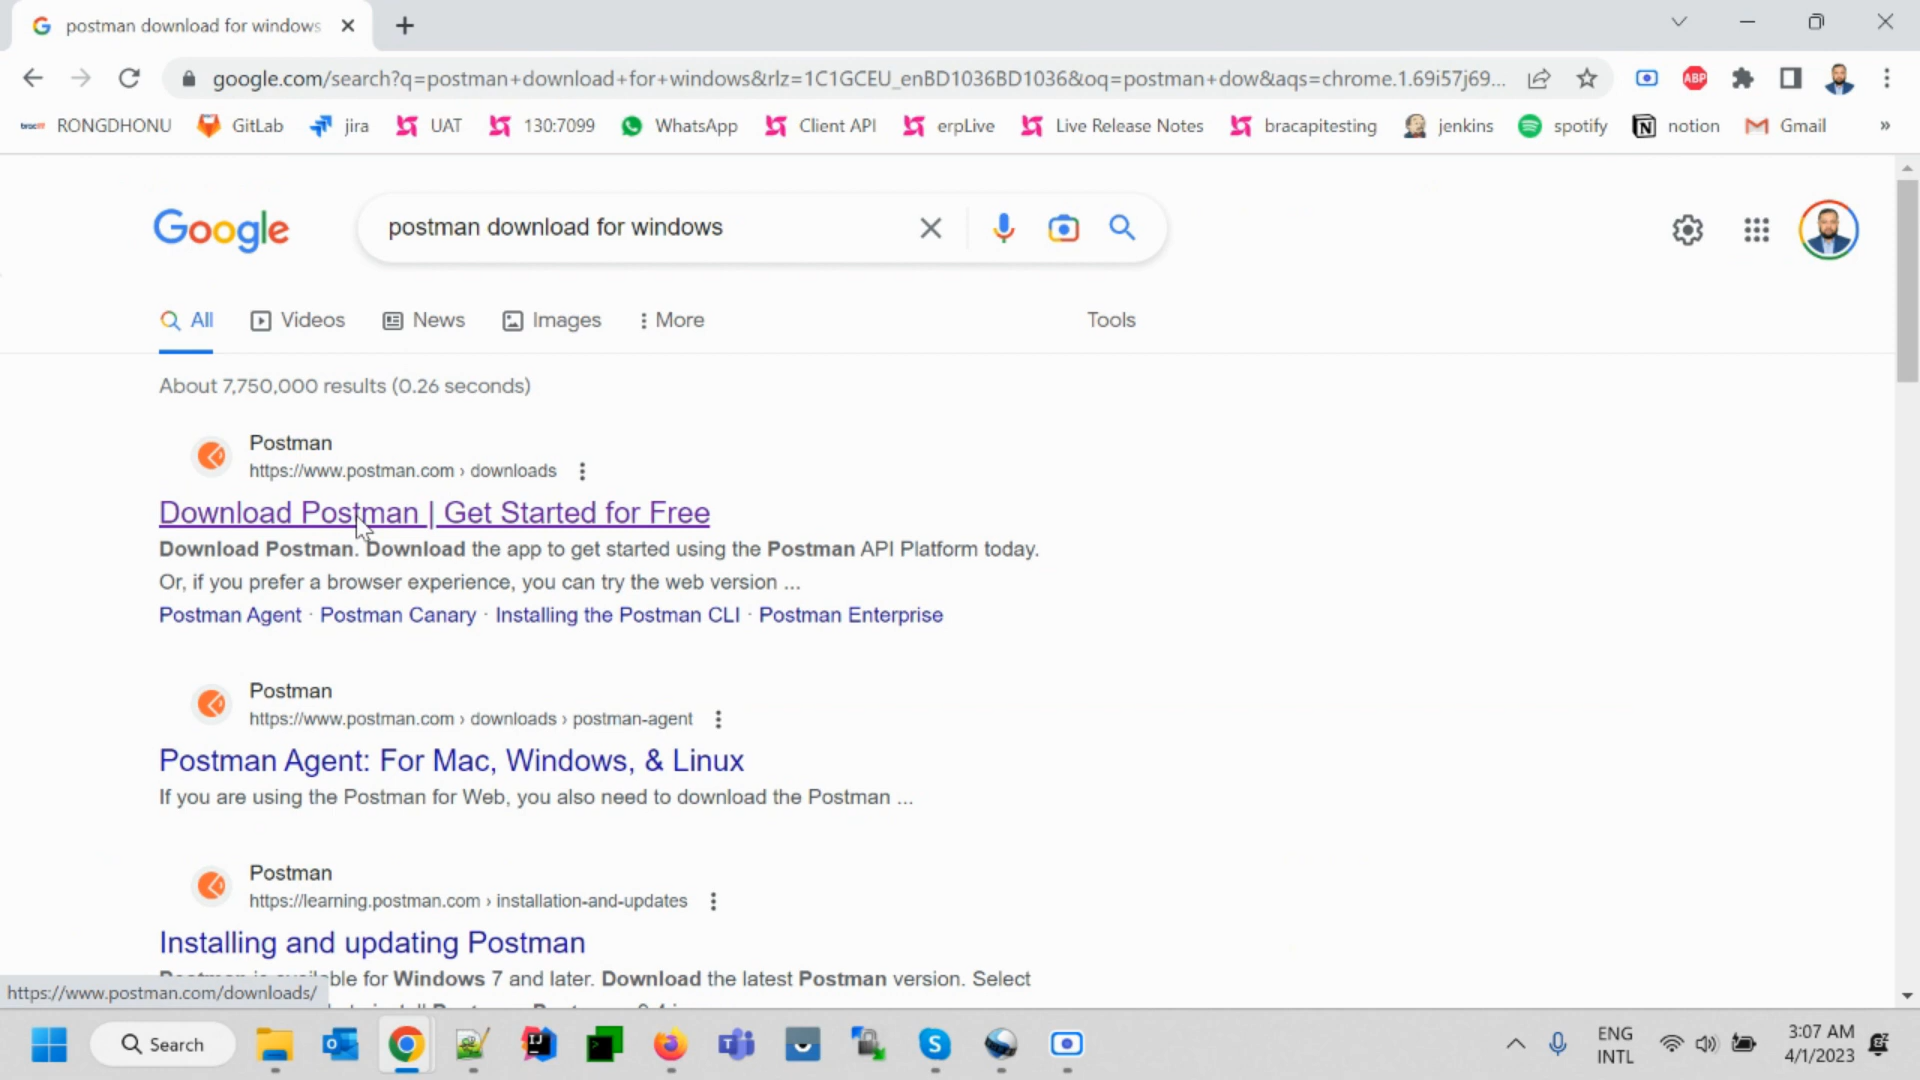 postman download for windows
google.com/search?q=postman+download+for+windows&rlz=1C1GCEU_enBD1036BD1036&oq=postman+dow&aqs=chrome.1.69i57j69...
ABP
RONGDHONU GitLab jira UAT 130:7099 WhatsApp Client API erpLive Live Release Notes bracapitesting jenkins spotify notion Gmail »
Google
postman download for windows
All Videos News Images More Tools
About 7,750,000 results (0.26 seconds)
Postman
https://www.postman.com › downloads
Download Postman | Get Started for Free
Download Postman. Download the app to get started using the Postman API Platform today.
Or, if you prefer a browser experience, you can try the web version ...
Postman Agent · Postman Canary · Installing the Postman CLI · Postman Enterprise
Postman
https://www.postman.com › downloads › postman-agent
Postman Agent: For Mac, Windows, & Linux
If you are using the Postman for Web, you also need to download the Postman ...
Postman
https://learning.postman.com › installation-and-updates
Installing and updating Postman
for Windows 7 and later. Download the latest Postman version. Select
https://www.postman.com/downloads/
Search
ENG
INTL
3:07 AM
4/1/2023